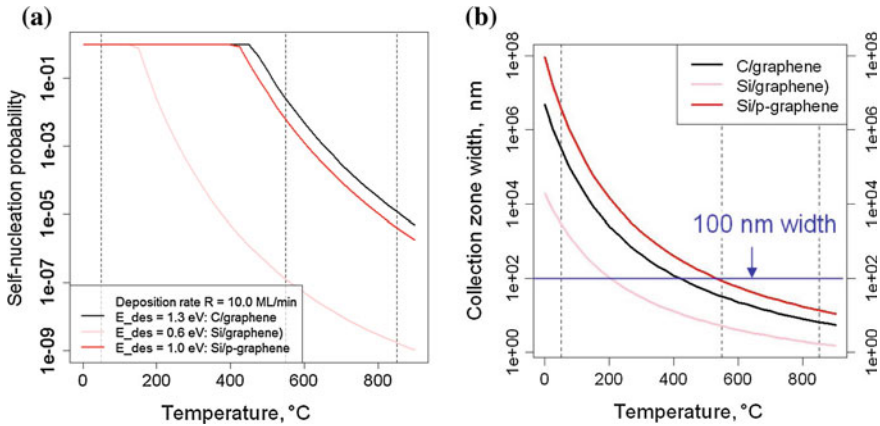 (a)
Self-nucleation probability
1e-01
1e-03
1e-05
1e-07
1e-09
Deposition rate R = 10.0 ML/min
E_des = 1.3 eV: C/graphene
E_des = 0.6 eV: Si/graphene)
E_des = 1.0 eV: Si/p-graphene
0 200 400 600 800
Temperature, °C
(b)
Collection zone width, nm
1e+08
1e+06
1e+04
1e+02
1e+00
C/graphene
Si/graphene)
Si/p-graphene
100 nm width
1e+08
1e+06
1e+04
1e+02
1e+00
0 200 400 600 800
Temperature, °C